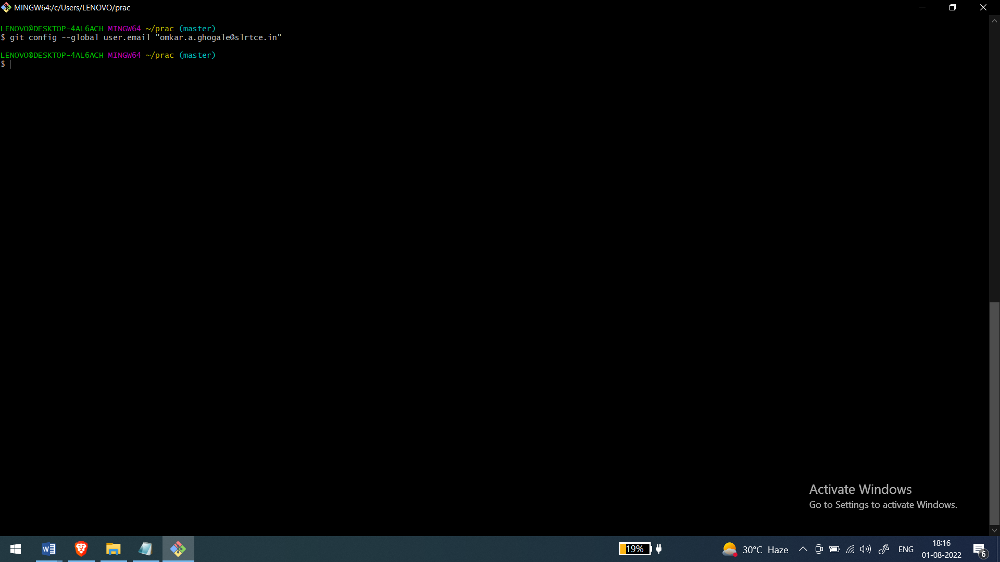 MINGW64:/c/Users/LENOVO/prac
LENOVO@DESKTOP-4AL6ACH MINGW64 ~/prac (master)
$ git config --global user.email "omkar.a.ghogale@slrtce.in"
LENOVO@DESKTOP-4AL6ACH MINGW64 ~/prac (master)
$
Activate Windows
Go to Settings to activate Windows.
19%
30°C Haze
ENG
18:16
01-08-2022
6